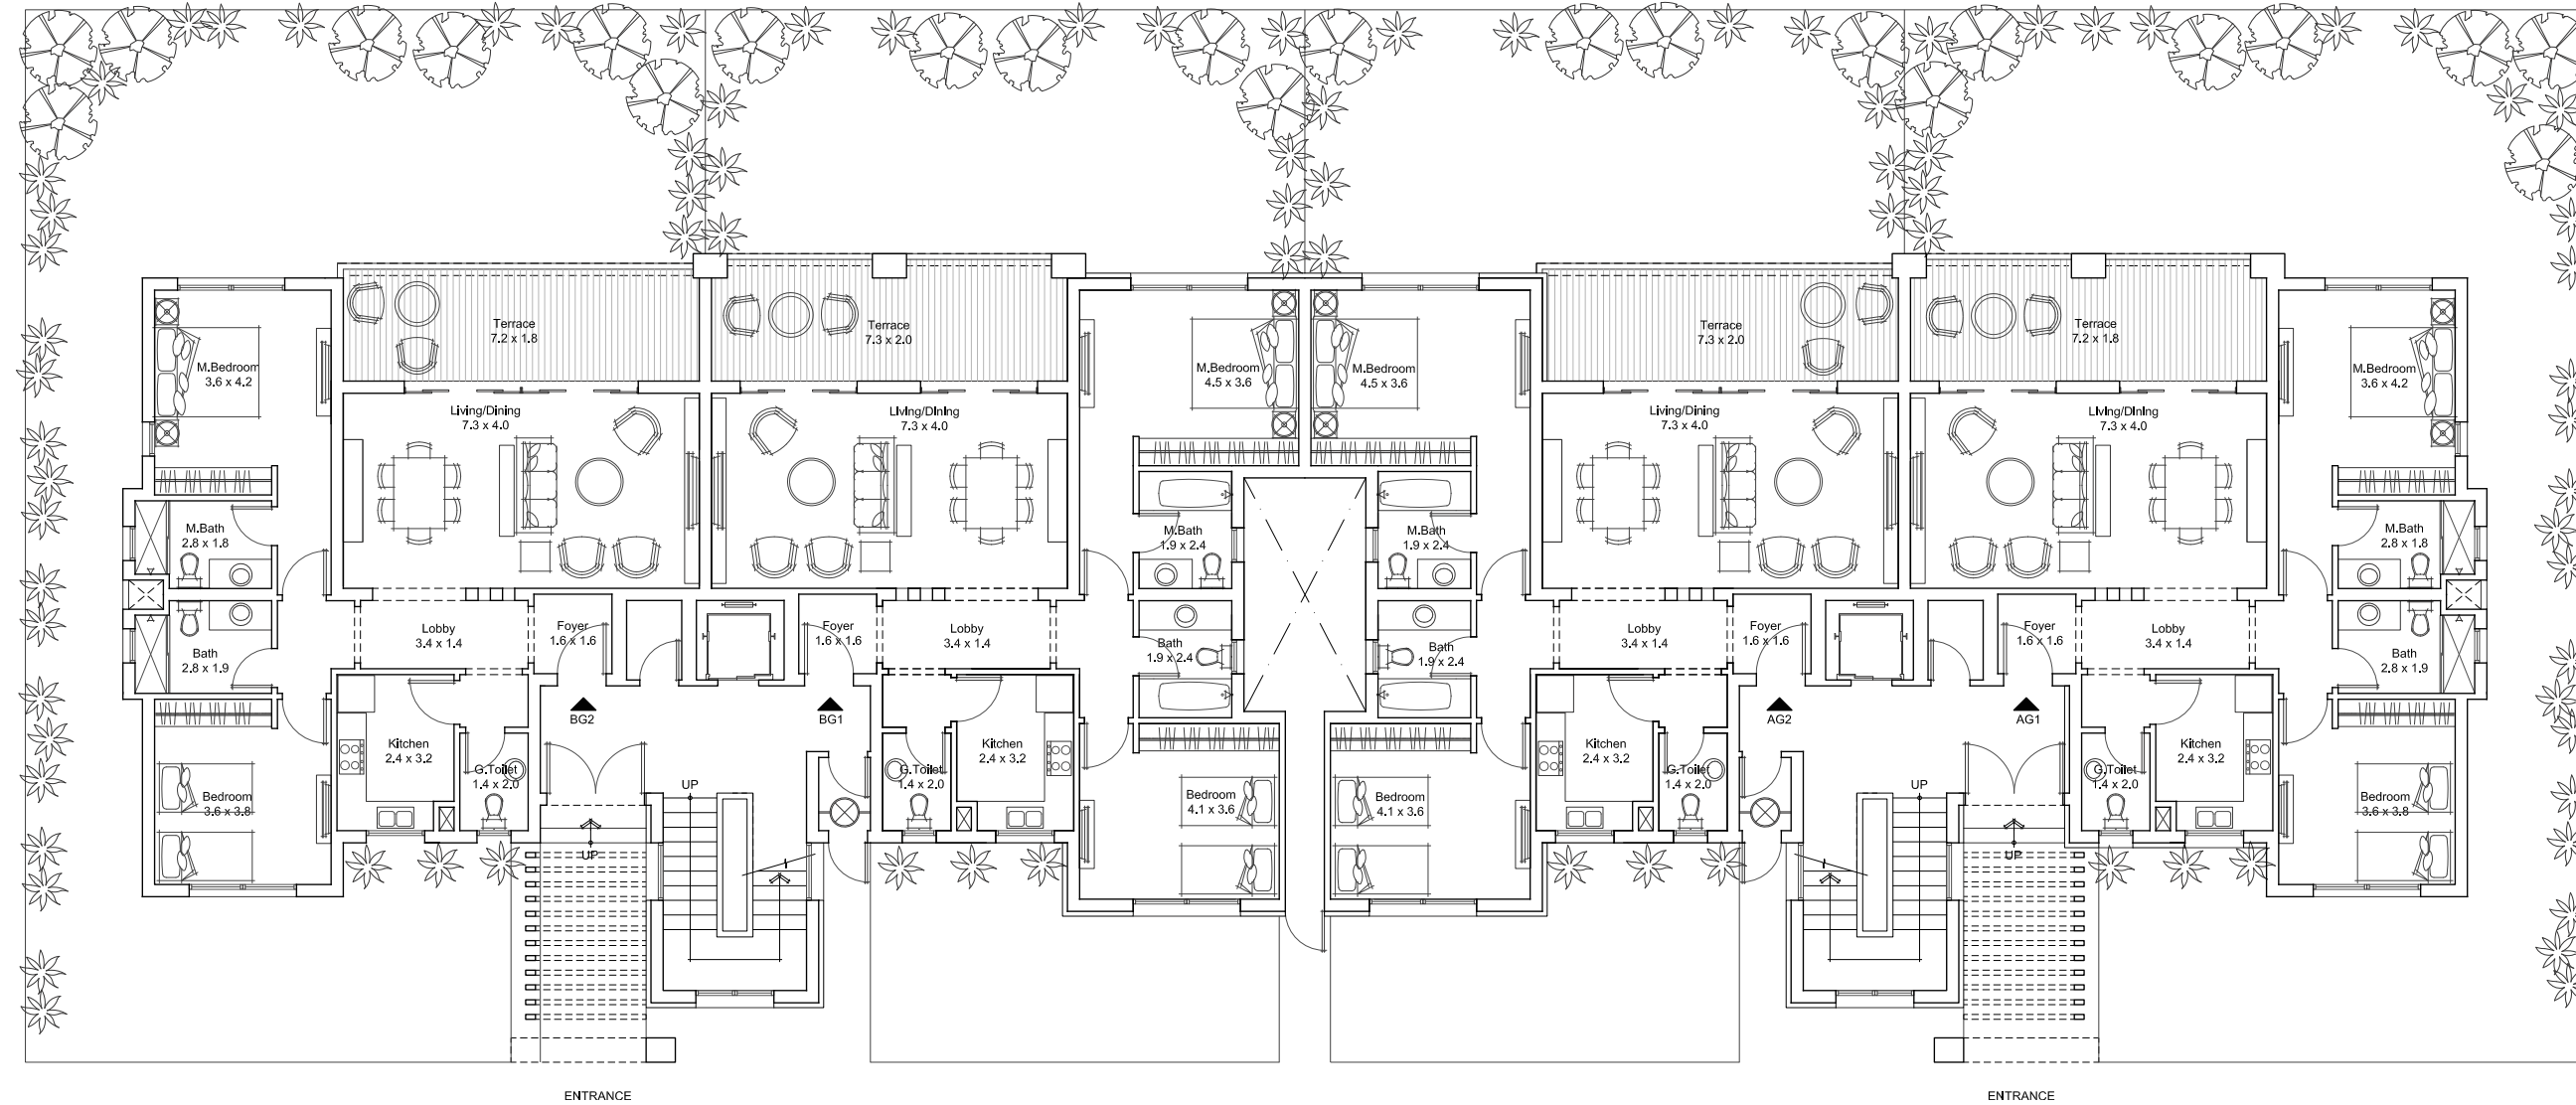 Terrace
7.2 x 1.8
Terrace
7.3 x 2.0
Terrace
7.3 x 2.0
Terrace
7.2 x 1.8
M.Bedroom
3.6 x 4.2
M.Bedroom
4.5 x 3.6
M.Bedroom
4.5 x 3.6
M.Bedroom
3.6 x 4.2
Living/Dining
7.3 x 4.0
Living/Dining
7.3 x 4.0
Living/Dining
7.3 x 4.0
Living/Dining
7.3 x 4.0
M.Bath
2.8 x 1.8
M.Bath
1.9 x 2.4
M.Bath
1.9 x 2.4
M.Bath
2.8 x 1.8
Lobby
3.4 x 1.4
Foyer
1.6 x 1.6
Foyer
1.6 x 1.6
Lobby
3.4 x 1.4
Lobby
3.4 x 1.4
Foyer
1.6 x 1.6
Foyer
1.6 x 1.6
Lobby
3.4 x 1.4
Bath
2.8 x 1.9
Bath
1.9 x 2.4
Bath
1.9 x 2.4
Bath
2.8 x 1.9
BG2
BG1
AG2
AG1
Kitchen
2.4 x 3.2
Kitchen
2.4 x 3.2
Kitchen
2.4 x 3.2
Kitchen
2.4 x 3.2
G.Toilet
1.4 x 2.0
G.Toilet
1.4 x 2.0
G.Toilet
1.4 x 2.0
G.Toilet
1.4 x 2.0
UP
UP
Bedroom
3.6 x 3.8
Bedroom
4.1 x 3.6
Bedroom
4.1 x 3.6
Bedroom
3.6 x 3.8
UP
UP
ENTRANCE
ENTRANCE